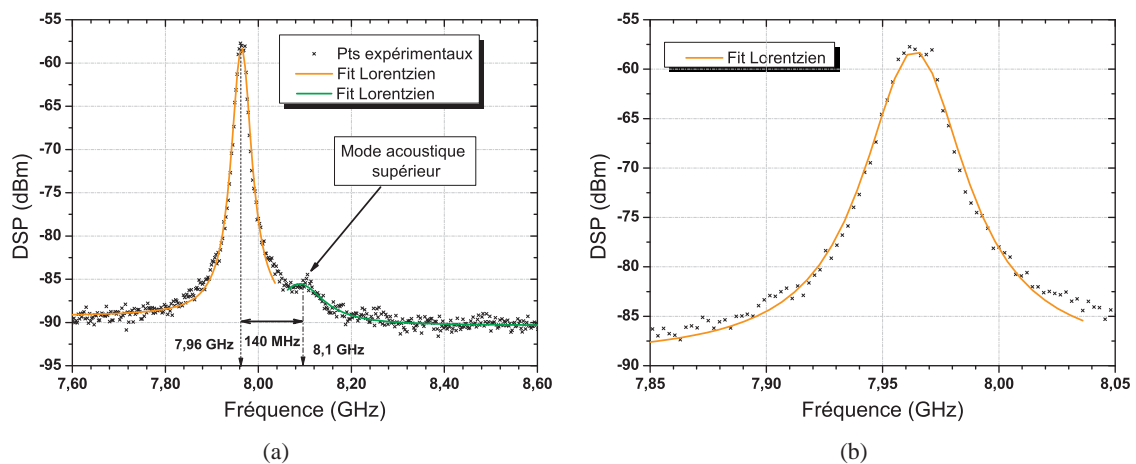 -55
-60
-65
-70
-75
-80
-85
-90
-95
DSP (dBm)
Pts expérimentaux
Fit Lorentzien
Fit Lorentzien
Mode acoustique
supérieur
7,96 GHz
140 MHz
8,1 GHz
7,60 7,80 8,00 8,20 8,40 8,60
Fréquence (GHz)
(a)
-55
-60
-65
-70
-75
-80
-85
-90
DSP (dBm)
Fit Lorentzien
7,85 7,90 7,95 8,00 8,05
Fréquence (GHz)
(b)